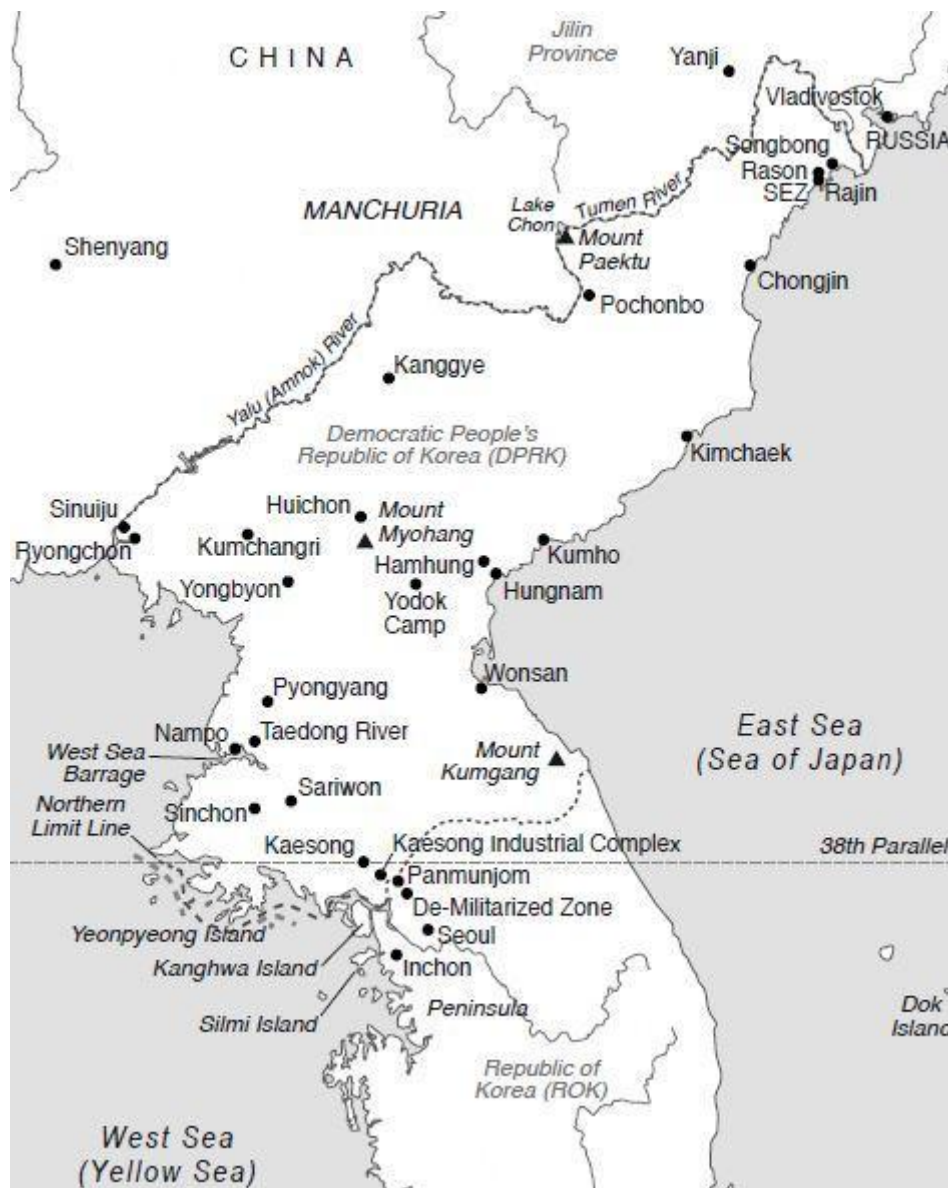 CHINA
Jilin
Province
Yanji
Vladivostok
RUSSIA
Songbong
Rason
SEZ
Rajin
Tumen River
Lake
Chon
MANCHURIA
Mount
Paektu
Shenyang
Chongjin
Pochonbo
Yalu (Amnok) River
Kanggye
Democratic People's
Republic of Korea (DPRK)
Kimchaek
Sinuiju
Huichon
Mount
Myohang
Ryongchon
Kumchangri
Kumho
Hamhung
Yongbyon
Hungnam
Yodok
Camp
Wonsan
Pyongyang
Nampo
Taedong River
East Sea
(Sea of Japan)
West Sea
Barrage
Mount
Kumgang
Sariwon
Northern
Limit Line
Sinchon
Kaesong
Kaesong Industrial Complex
38th Parallel
Panmunjom
De-Militarized Zone
Yeonpyeong Island
Seoul
Kanghwa Island
Inchon
Silmi Island
Peninsula
Dok
Island
Republic of
Korea (ROK)
West Sea
(Yellow Sea)